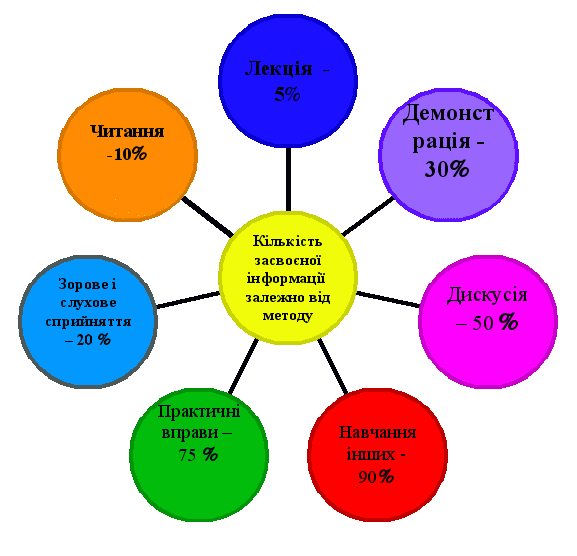 Лекція -
5%
Демонст
рація -
30%
Читання
-10%
Кількість
засвоєної
інформації
залежно від
методу
Зорове і
слухове
сприйняття
– 20 %
Дискусія
– 50 %
Практичні
вправи –
75 %
Навчання
інших -
90%